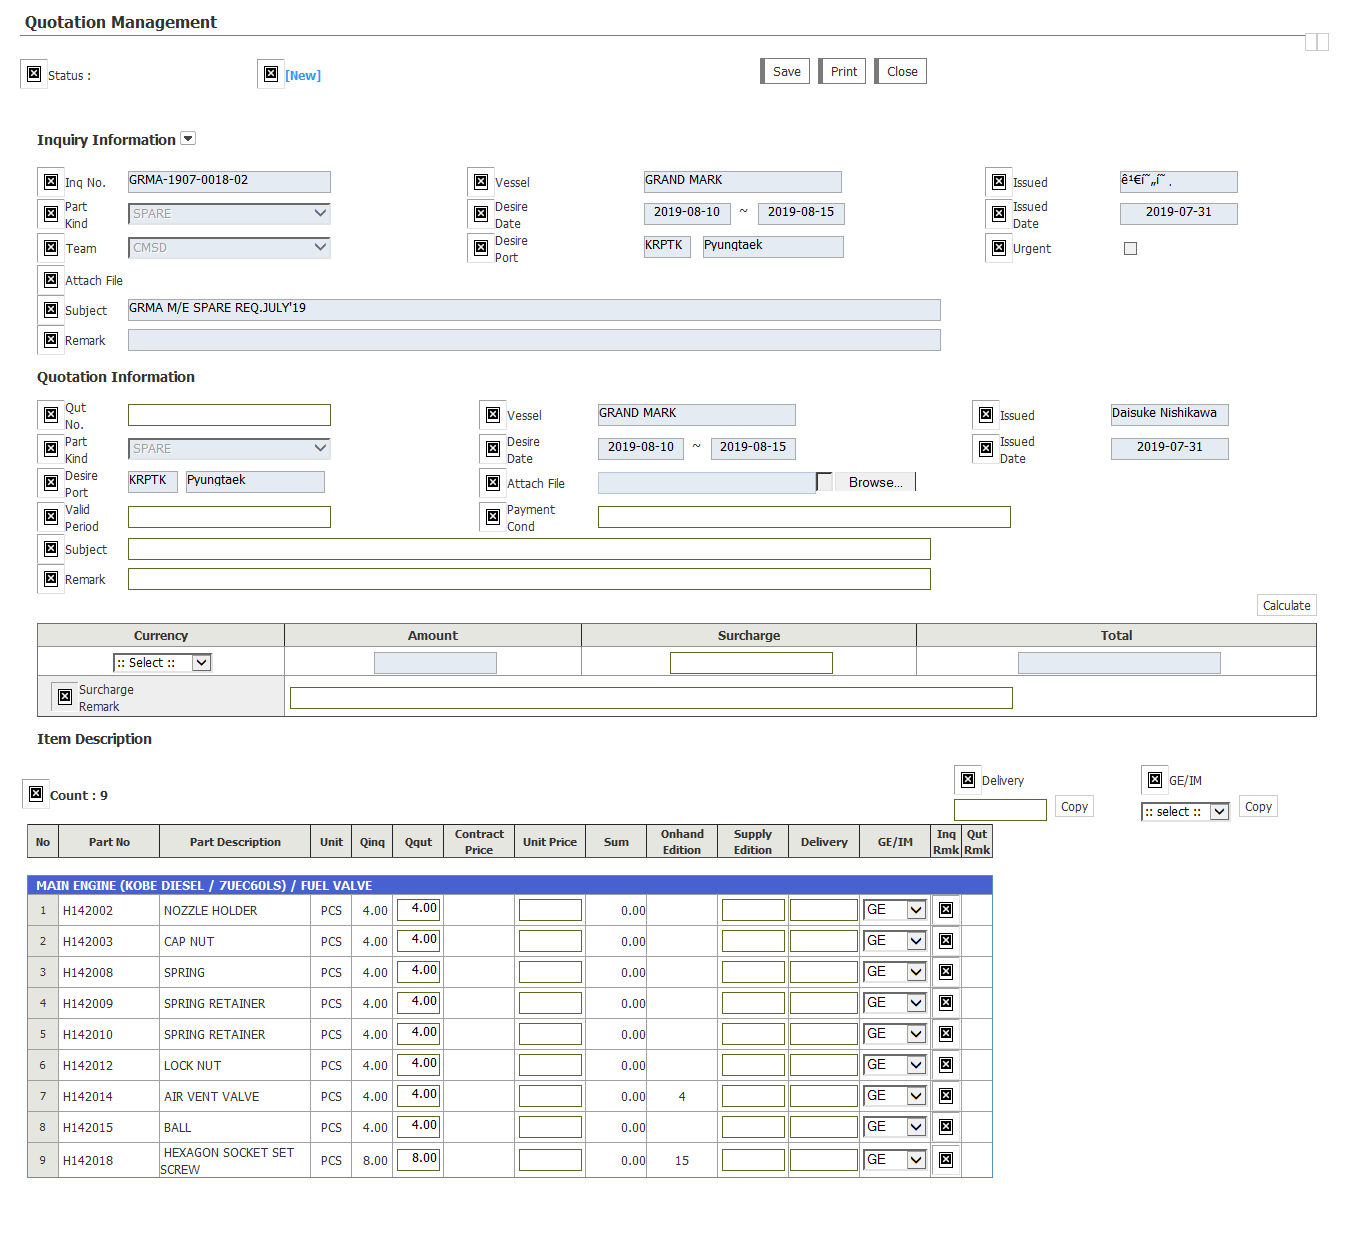 Quotation Management
Status :
[New]
Save
Print
Close
Inquiry Information
Inq No.
GRMA-1907-0018-02
Vessel
GRAND MARK
Issued
Part
Kind
SPARE
Desire
Date
2019-08-10 ~ 2019-08-15
Issued
Date
2019-07-31
Team
CMSD
Desire
Port
KRPTK
Pyungtaek
Urgent
Attach File
Subject
GRMA M/E SPARE REQ.JULY'19
Remark
Quotation Information
Qut
No.
Vessel
GRAND MARK
Issued
Daisuke Nishikawa
Part
Kind
SPARE
Desire
Date
2019-08-10 ~ 2019-08-15
Issued
Date
2019-07-31
Desire
Port
KRPTK
Pyungtaek
Attach File
Browse...
Valid
Period
Payment
Cond
Subject
Remark
Calculate
Currency Amount Surcharge Total
:: Select ::
Surcharge
Remark
Item Description
Count : 9
Delivery
Copy
GE/IM
:: select ::
Copy
No Part No Part Description Unit Qinq Qqut Contract Price Unit Price Sum Onhand Edition Supply Edition Delivery GE/IM Inq Rmk Qut Rmk
MAIN ENGINE (KOBE DIESEL / 7UEC60LS) / FUEL VALVE
1 H142002 NOZZLE HOLDER PCS 4.00 4.00 0.00 GE
2 H142003 CAP NUT PCS 4.00 4.00 0.00 GE
3 H142008 SPRING PCS 4.00 4.00 0.00 GE
4 H142009 SPRING RETAINER PCS 4.00 4.00 0.00 GE
5 H142010 SPRING RETAINER PCS 4.00 4.00 0.00 GE
6 H142012 LOCK NUT PCS 4.00 4.00 0.00 GE
7 H142014 AIR VENT VALVE PCS 4.00 4.00 0.00 4 GE
8 H142015 BALL PCS 4.00 4.00 0.00 GE
9 H142018 HEXAGON SOCKET SET SCREW PCS 8.00 8.00 0.00 15 GE